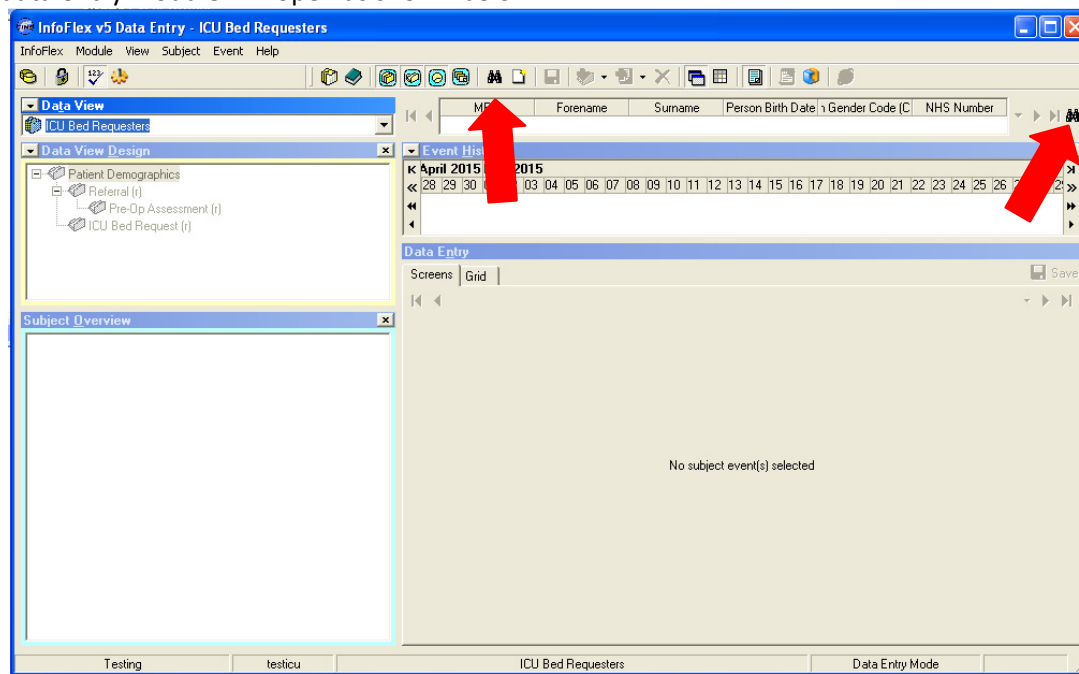 InfoFlex v5 Data Entry - ICU Bed Requesters
InfoFlex Module View Subject Event Help
Data View
ICU Bed Requesters
Forename Surname Person Birth Date Gender Code (C NHS Number
Data View Design
Patient Demographics
Referral (r)
Pre-Op Assessment (r)
ICU Bed Request (r)
Event
April 2015 2015
28 29 30 03 04 05 06 07 08 09 10 11 12 13 14 15 16 17 18 19 20 21 22 23 24 25 26
Data Entry
Screens Grid Save
Subject Overview
No subject event(s) selected
Testing testicu ICU Bed Requesters Data Entry Mode